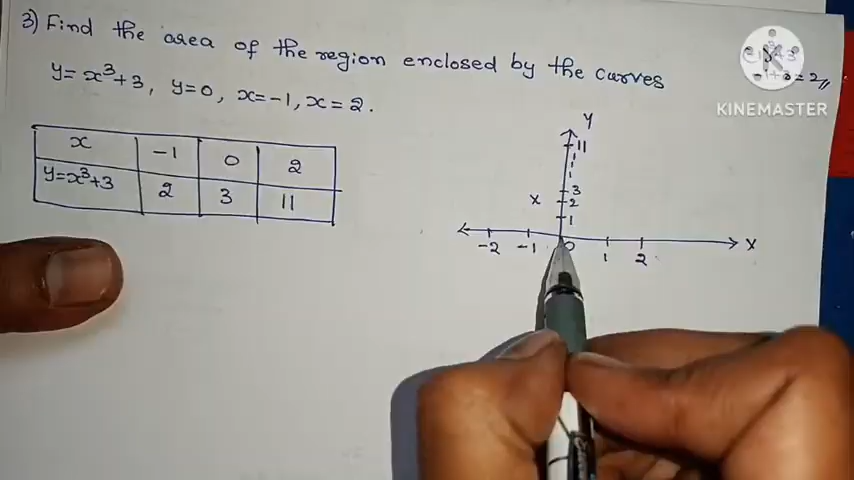 3) Find the area of the region enclosed by the curves
y=x³+3, y=0, x=-1, x=2.
x -1 0 2
y=x³+3 2 3 11
Y
11
3
x 2
1
-2 -1 0 1 2 X
= 2,,
KINEMASTER